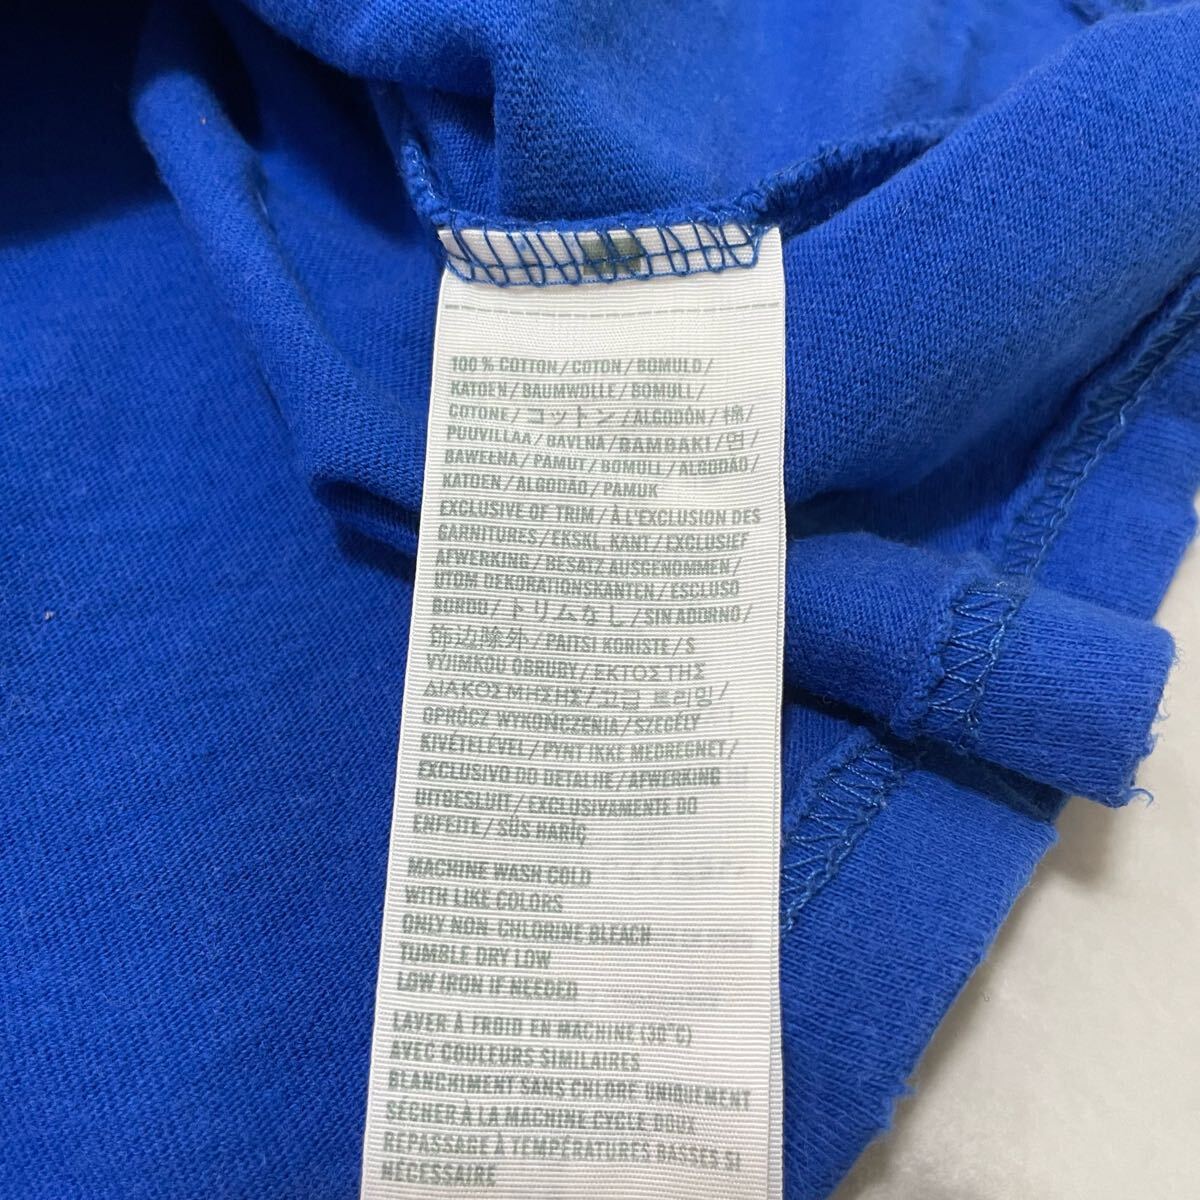 100 % COTTON / COTON / BOMULD /
KATOEN / BAUMWOLLE / BOMULL /
COTONE / コットン / ALGODÓN / 棉 /
PUUVILLAA / BAVLNA / BAMBAKI / 면 /
BAWEŁNA / PAMUT / BOMULL / ALGODÃO /
KATOEN / ALGODÃO / PAMUK
EXCLUSIVE OF TRIM / À L'EXCLUSION DES
GARNITURES / EKSKL. KANT / EXCLUSIEF
AFWERKING / BESATZ AUSGENOMMEN /
UTOM DEKORATIONSKANTEN / ESCLUSO
BORDO / トリムなし / SIN ADORNO /
饰边除外 / PAITSI KORISTE / S
VÝJIMKOU OBRUBY / ΕΚΤΟΣ ΤΗΣ
ΔΙΑΚΟΣΜΗΣΗΣ / 고급 트리밍 /
OPRÓCZ WYKOŃCZENIA / SZEGÉLY
KIVÉTELÉVEL / PYNT IKKE MEDREGNET /
EXCLUSIVO DO DETALHE / AFWERKING
UITGESLUIT / EXCLUSIVAMENTE DO
ENFEITE / SÜS HARİÇ
MACHINE WASH COLD
WITH LIKE COLORS
ONLY NON-CHLORINE BLEACH
TUMBLE DRY LOW
LOW IRON IF NEEDED
LAVER À FROID EN MACHINE (30°C)
AVEC COULEURS SIMILAIRES
BLANCHIMENT SANS CHLORE UNIQUEMENT
SÉCHER À LA MACHINE CYCLE DOUX
REPASSAGE À TEMPÉRATURES BASSES SI
NÉCESSAIRE